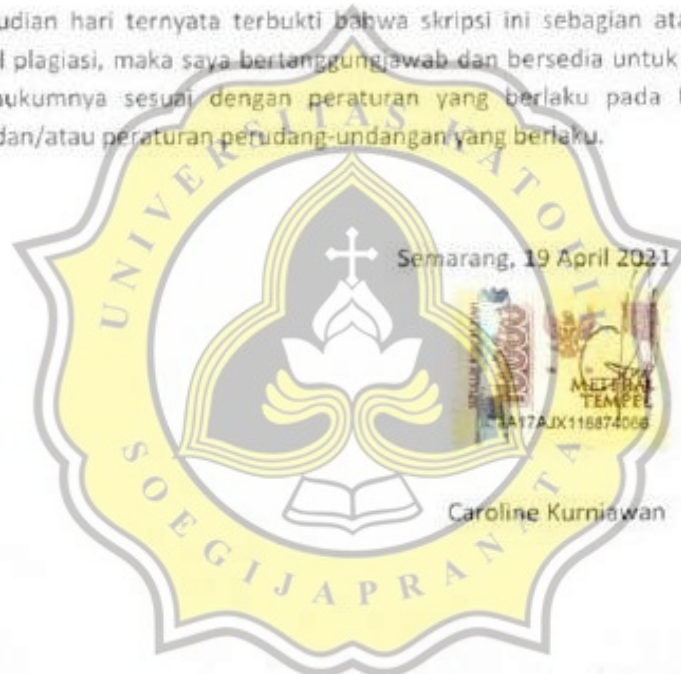 udian hari ternyata terbukti bahwa skripsi ini sebagian ata
l plagiasi, maka saya bertanggungjawab dan bersedia untuk
ukumnya sesuai dengan peraturan yang berlaku pada
dan/atau peraturan perudang-undangan yang berlaku.
UNIVERSITAS KATOLIK
Semarang, 19 April 2021
METERAI
TEMPEL
A17AJX116874066
Caroline Kurniawan
SOEGIJAPRANATA